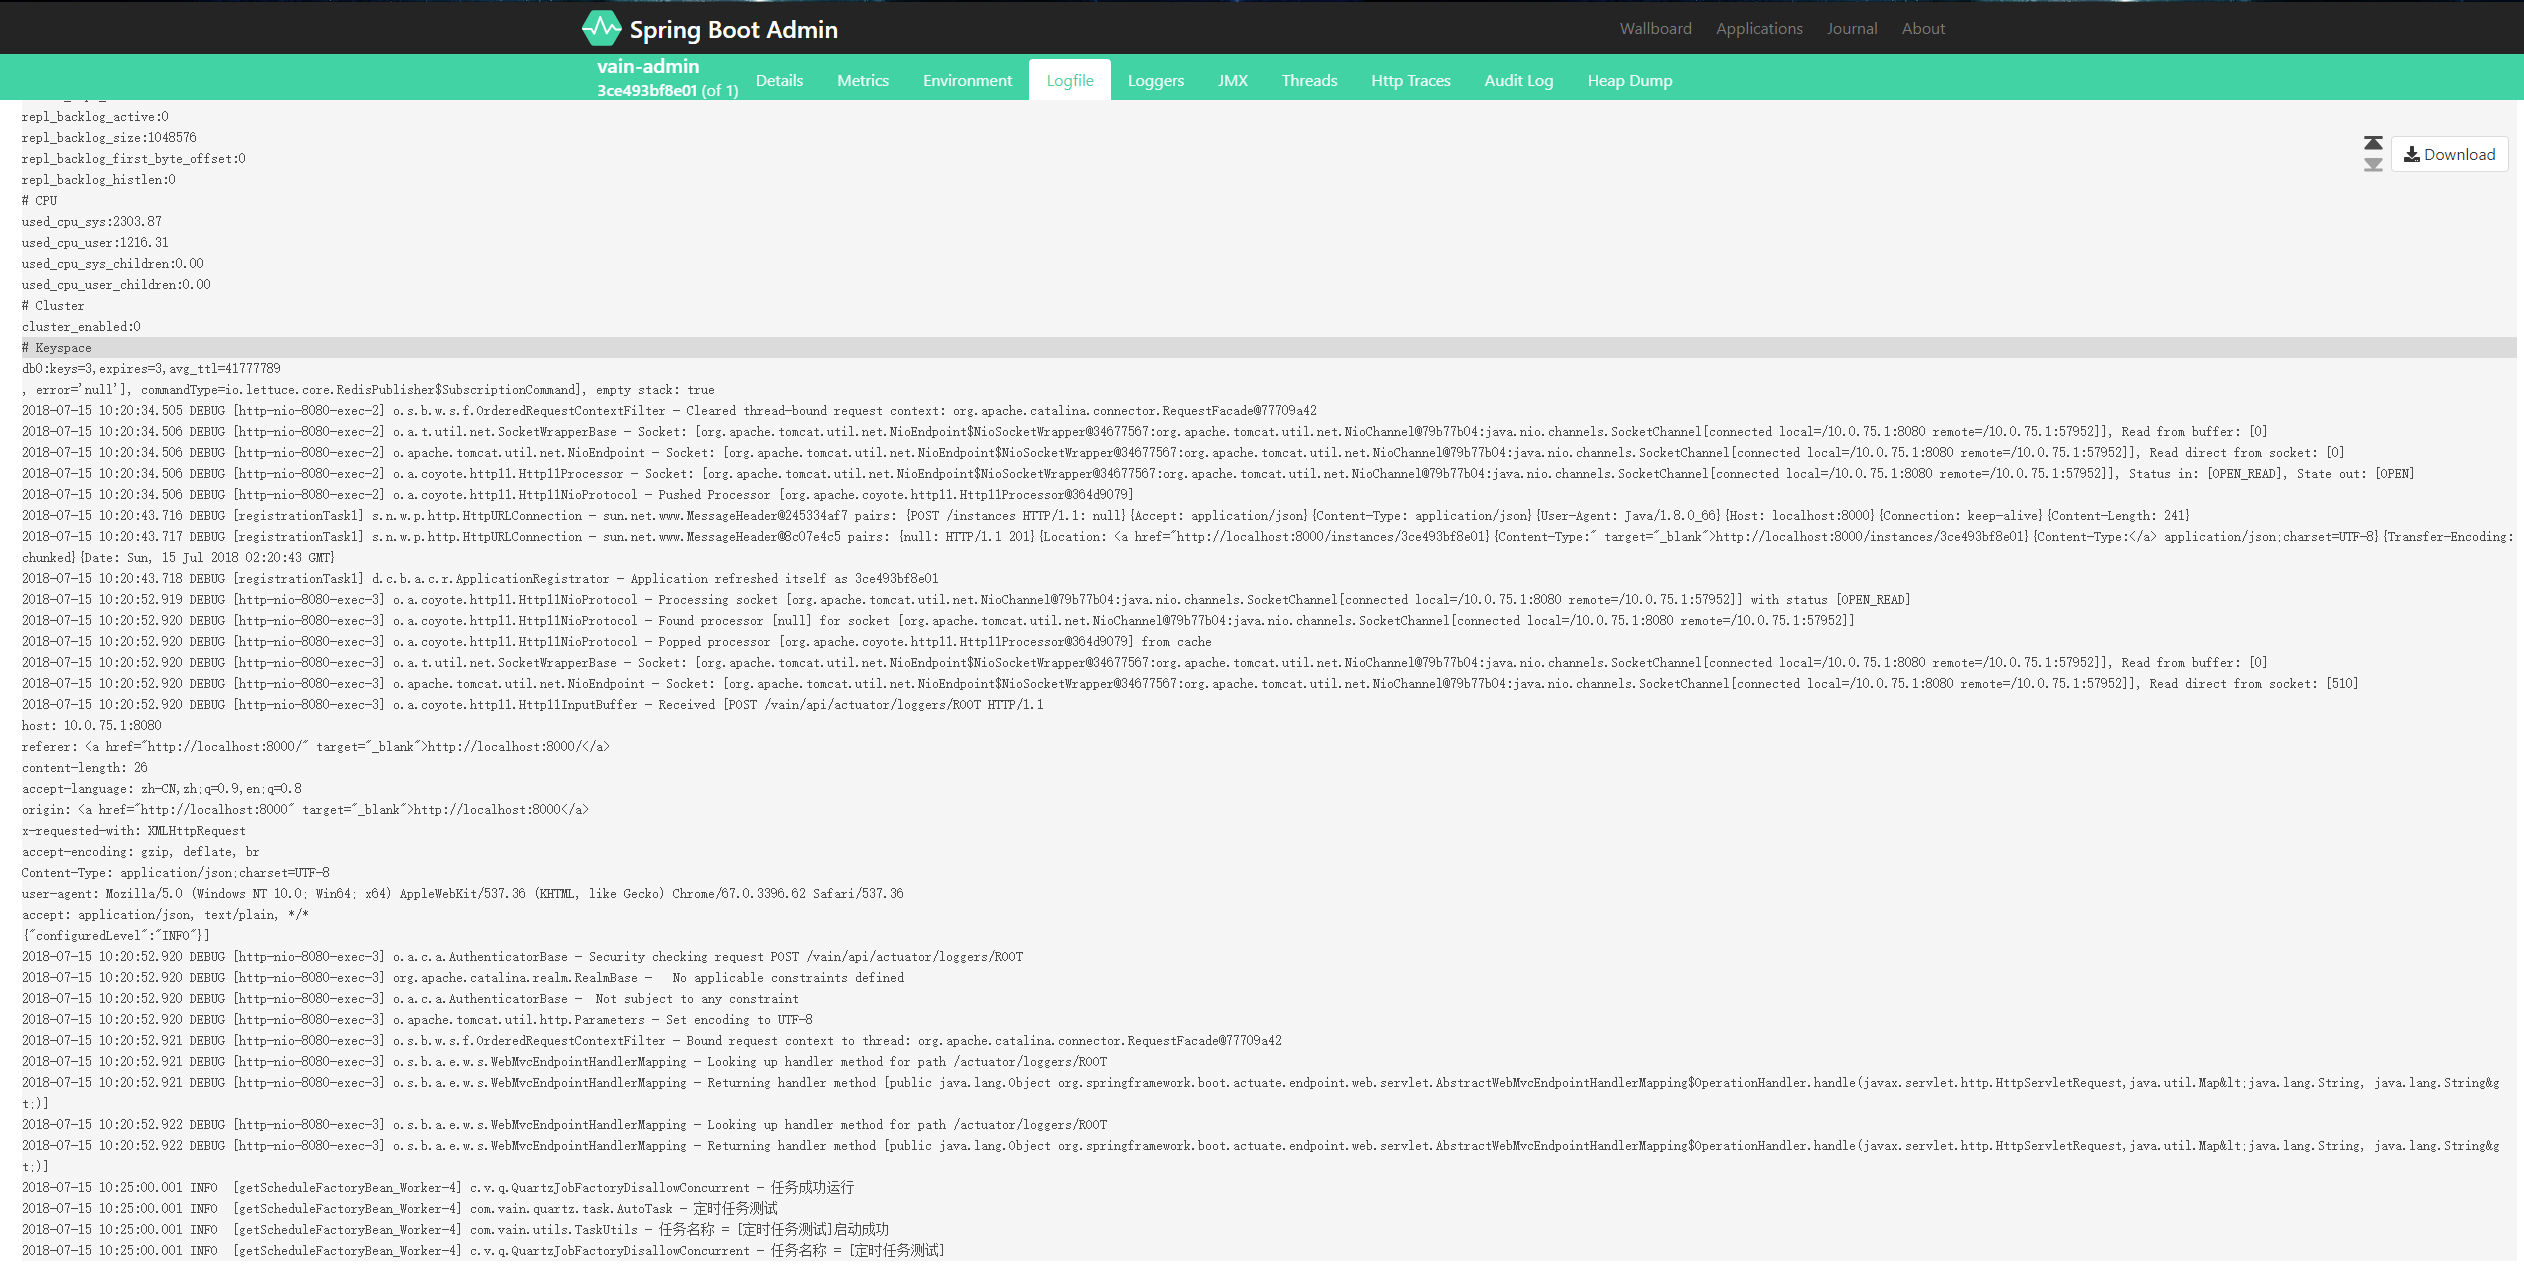 Spring Boot Admin
Wallboard Applications Journal About
vain-admin
3ce493bf8e01 (of 1)
Details Metrics Environment Logfile Loggers JMX Threads Http Traces Audit Log Heap Dump
repl_backlog_active:0
repl_backlog_size:1048576
Download
repl_backlog_first_byte_offset:0
repl_backlog_histlen:0
# CPU
used_cpu_sys:2303.87
used_cpu_user:1216.31
used_cpu_sys_children:0.00
used_cpu_user_children:0.00
# Cluster
cluster_enabled:0
# Keyspace
db0:keys=3,expires=3,avg_ttl=41777789
, error='null'], commandType=io.lettuce.core.RedisPublisher$SubscriptionCommand], empty stack: true
2018-07-15 10:20:34.505 DEBUG [http-nio-8080-exec-2] o.s.b.w.s.f.OrderedRequestContextFilter - Cleared thread-bound request context: org.apache.catalina.connector.RequestFacade@77709a42
2018-07-15 10:20:34.506 DEBUG [http-nio-8080-exec-2] o.a.t.util.net.SocketWrapperBase - Socket: [org.apache.tomcat.util.net.NioEndpoint$NioSocketWrapper@34677567:org.apache.tomcat.util.net.NioChannel@79b77b04:java.nio.channels.SocketChannel[connected local=/10.0.75.1:8080 remote=/10.0.75.1:57952]], Read from buffer: [0]
2018-07-15 10:20:34.506 DEBUG [http-nio-8080-exec-2] o.apache.tomcat.util.net.NioEndpoint - Socket: [org.apache.tomcat.util.net.NioEndpoint$NioSocketWrapper@34677567:org.apache.tomcat.util.net.NioChannel@79b77b04:java.nio.channels.SocketChannel[connected local=/10.0.75.1:8080 remote=/10.0.75.1:57952]], Read direct from socket: [0]
2018-07-15 10:20:34.506 DEBUG [http-nio-8080-exec-2] o.a.coyote.http11.Http11Processor - Socket: [org.apache.tomcat.util.net.NioEndpoint$NioSocketWrapper@34677567:org.apache.tomcat.util.net.NioChannel@79b77b04:java.nio.channels.SocketChannel[connected local=/10.0.75.1:8080 remote=/10.0.75.1:57952]], Status in: [OPEN_READ], State out: [OPEN]
2018-07-15 10:20:34.506 DEBUG [http-nio-8080-exec-2] o.a.coyote.http11.Http11NioProtocol - Pushed Processor [org.apache.coyote.http11.Http11Processor@364d9079]
2018-07-15 10:20:43.716 DEBUG [registrationTask1] s.n.w.p.http.HttpURLConnection - sun.net.www.MessageHeader@245334af7 pairs: {POST /instances HTTP/1.1: null}{Accept: application/json}{Content-Type: application/json}{User-Agent: Java/1.8.0_66}{Host: localhost:8000}{Connection: keep-alive}{Content-Length: 241}
2018-07-15 10:20:43.717 DEBUG [registrationTask1] s.n.w.p.http.HttpURLConnection - sun.net.www.MessageHeader@8c07e4c5 pairs: {null: HTTP/1.1 201}{Location: <a href="http://localhost:8000/instances/3ce493bf8e01}{Content-Type:" target="_blank">http://localhost:8000/instances/3ce493bf8e01}{Content-Type:</a> application/json;charset=UTF-8}{Transfer-Encoding:
chunked}{Date: Sun, 15 Jul 2018 02:20:43 GMT}
2018-07-15 10:20:43.718 DEBUG [registrationTask1] d.c.b.a.c.r.ApplicationRegistrator - Application refreshed itself as 3ce493bf8e01
2018-07-15 10:20:52.919 DEBUG [http-nio-8080-exec-3] o.a.coyote.http11.Http11NioProtocol - Processing socket [org.apache.tomcat.util.net.NioChannel@79b77b04:java.nio.channels.SocketChannel[connected local=/10.0.75.1:8080 remote=/10.0.75.1:57952]] with status [OPEN_READ]
2018-07-15 10:20:52.920 DEBUG [http-nio-8080-exec-3] o.a.coyote.http11.Http11NioProtocol - Found processor [null] for socket [org.apache.tomcat.util.net.NioChannel@79b77b04:java.nio.channels.SocketChannel[connected local=/10.0.75.1:8080 remote=/10.0.75.1:57952]]
2018-07-15 10:20:52.920 DEBUG [http-nio-8080-exec-3] o.a.coyote.http11.Http11NioProtocol - Popped processor [org.apache.coyote.http11.Http11Processor@364d9079] from cache
2018-07-15 10:20:52.920 DEBUG [http-nio-8080-exec-3] o.a.t.util.net.SocketWrapperBase - Socket: [org.apache.tomcat.util.net.NioEndpoint$NioSocketWrapper@34677567:org.apache.tomcat.util.net.NioChannel@79b77b04:java.nio.channels.SocketChannel[connected local=/10.0.75.1:8080 remote=/10.0.75.1:57952]], Read from buffer: [0]
2018-07-15 10:20:52.920 DEBUG [http-nio-8080-exec-3] o.apache.tomcat.util.net.NioEndpoint - Socket: [org.apache.tomcat.util.net.NioEndpoint$NioSocketWrapper@34677567:org.apache.tomcat.util.net.NioChannel@79b77b04:java.nio.channels.SocketChannel[connected local=/10.0.75.1:8080 remote=/10.0.75.1:57952]], Read direct from socket: [510]
2018-07-15 10:20:52.920 DEBUG [http-nio-8080-exec-3] o.a.coyote.http11.Http11InputBuffer - Received [POST /vain/api/actuator/loggers/ROOT HTTP/1.1
host: 10.0.75.1:8080
referer: <a href="http://localhost:8000/" target="_blank">http://localhost:8000/</a>
content-length: 26
accept-language: zh-CN,zh;q=0.9,en;q=0.8
origin: <a href="http://localhost:8000" target="_blank">http://localhost:8000</a>
x-requested-with: XMLHttpRequest
accept-encoding: gzip, deflate, br
Content-Type: application/json;charset=UTF-8
user-agent: Mozilla/5.0 (Windows NT 10.0; Win64; x64) AppleWebKit/537.36 (KHTML, like Gecko) Chrome/67.0.3396.62 Safari/537.36
accept: application/json, text/plain, */*
{"configuredLevel":"INFO"}]
2018-07-15 10:20:52.920 DEBUG [http-nio-8080-exec-3] o.a.c.a.AuthenticatorBase - Security checking request POST /vain/api/actuator/loggers/ROOT
2018-07-15 10:20:52.920 DEBUG [http-nio-8080-exec-3] org.apache.catalina.realm.RealmBase -   No applicable constraints defined
2018-07-15 10:20:52.920 DEBUG [http-nio-8080-exec-3] o.a.c.a.AuthenticatorBase -  Not subject to any constraint
2018-07-15 10:20:52.920 DEBUG [http-nio-8080-exec-3] o.apache.tomcat.util.http.Parameters - Set encoding to UTF-8
2018-07-15 10:20:52.921 DEBUG [http-nio-8080-exec-3] o.s.b.w.s.f.OrderedRequestContextFilter - Bound request context to thread: org.apache.catalina.connector.RequestFacade@77709a42
2018-07-15 10:20:52.921 DEBUG [http-nio-8080-exec-3] o.s.b.a.e.w.s.WebMvcEndpointHandlerMapping - Looking up handler method for path /actuator/loggers/ROOT
2018-07-15 10:20:52.921 DEBUG [http-nio-8080-exec-3] o.s.b.a.e.w.s.WebMvcEndpointHandlerMapping - Returning handler method [public java.lang.Object org.springframework.boot.actuate.endpoint.web.servlet.AbstractWebMvcEndpointHandlerMapping$OperationHandler.handle(javax.servlet.http.HttpServletRequest,java.util.Map&lt;java.lang.String, java.lang.String&g
t;)]
2018-07-15 10:20:52.922 DEBUG [http-nio-8080-exec-3] o.s.b.a.e.w.s.WebMvcEndpointHandlerMapping - Looking up handler method for path /actuator/loggers/ROOT
2018-07-15 10:20:52.922 DEBUG [http-nio-8080-exec-3] o.s.b.a.e.w.s.WebMvcEndpointHandlerMapping - Returning handler method [public java.lang.Object org.springframework.boot.actuate.endpoint.web.servlet.AbstractWebMvcEndpointHandlerMapping$OperationHandler.handle(javax.servlet.http.HttpServletRequest,java.util.Map&lt;java.lang.String, java.lang.String&g
t;)]
2018-07-15 10:25:00.001 INFO  [getScheduleFactoryBean_Worker-4] c.v.q.QuartzJobFactoryDisallowConcurrent - 任务成功运行
2018-07-15 10:25:00.001 INFO  [getScheduleFactoryBean_Worker-4] com.vain.quartz.task.AutoTask - 定时任务测试
2018-07-15 10:25:00.001 INFO  [getScheduleFactoryBean_Worker-4] com.vain.utils.TaskUtils - 任务名称 = [定时任务测试]启动成功
2018-07-15 10:25:00.001 INFO  [getScheduleFactoryBean_Worker-4] c.v.q.QuartzJobFactoryDisallowConcurrent - 任务名称 = [定时任务测试]